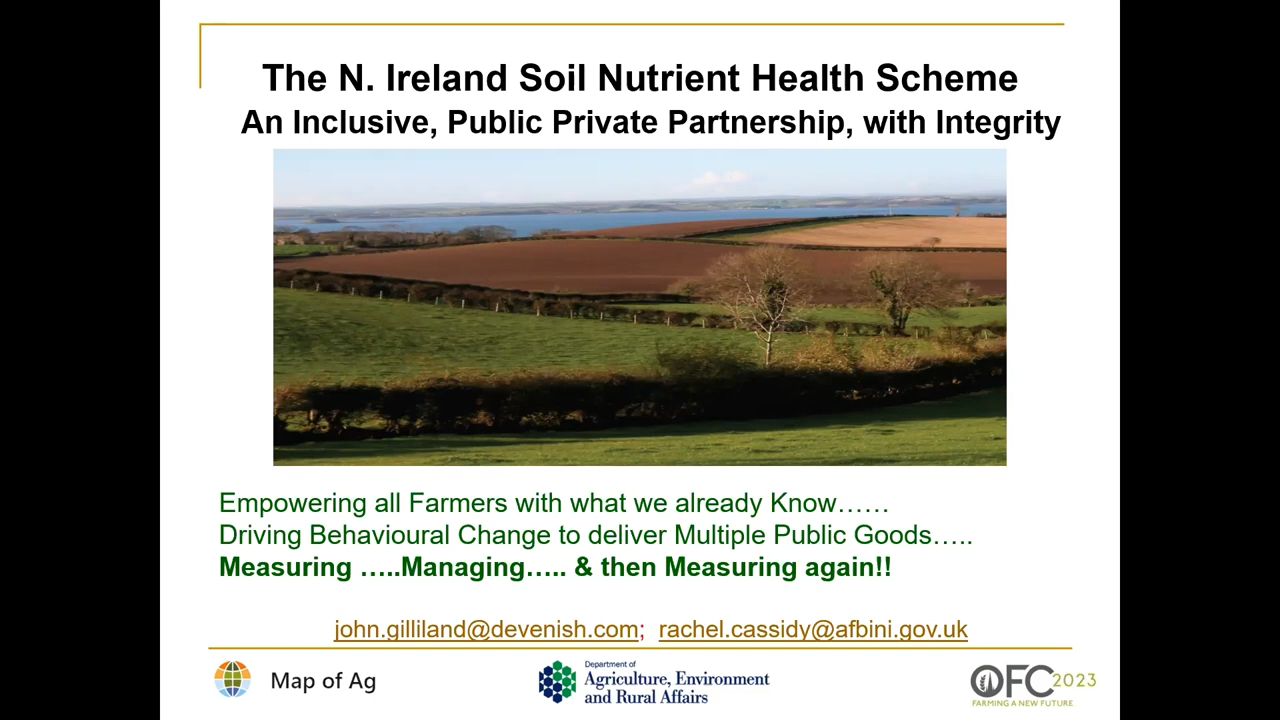 The N. Ireland Soil Nutrient Health Scheme
An Inclusive, Public Private Partnership, with Integrity
Empowering all Farmers with what we already Know……
Driving Behavioural Change to deliver Multiple Public Goods…..
Measuring …..Managing….. & then Measuring again!!
john.gilliland@devenish.com; rachel.cassidy@afbini.gov.uk
Map of Ag
Department of
Agriculture, Environment
and Rural Affairs
OFC2023
FARMING A NEW FUTURE